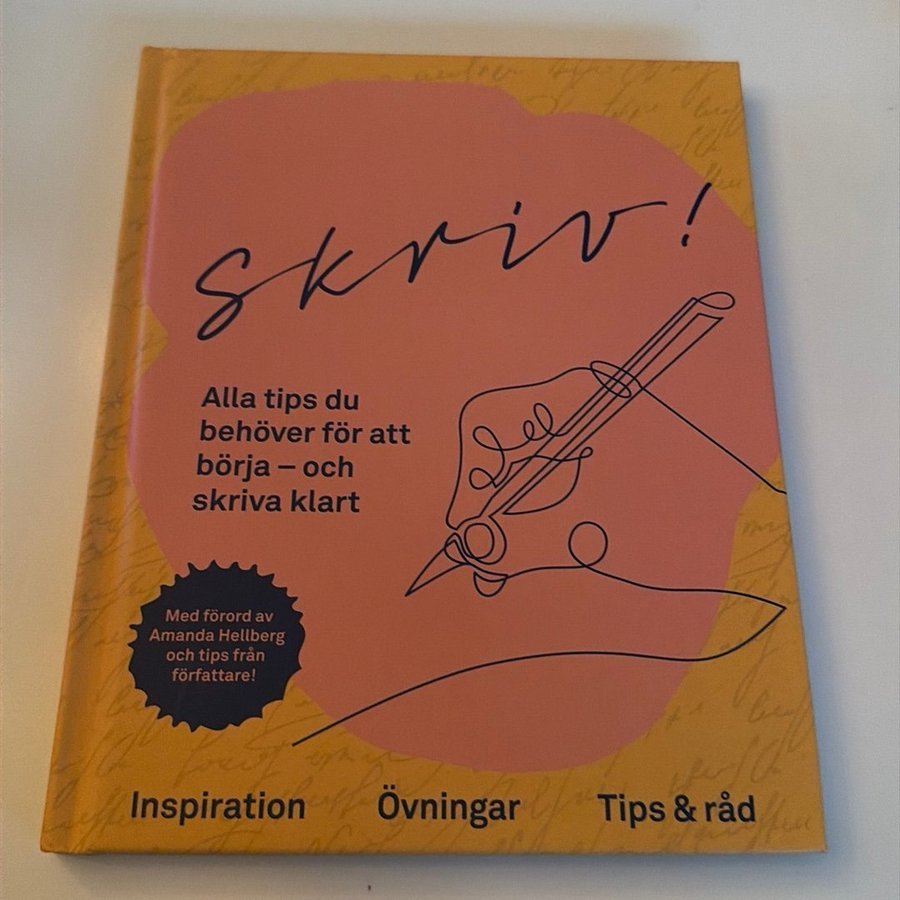 Skriv!
Alla tips du
behöver för att
börja – och
skriva klart
Med förord av
Amanda Hellberg
och tips från
författare!
Inspiration Övningar Tips & råd